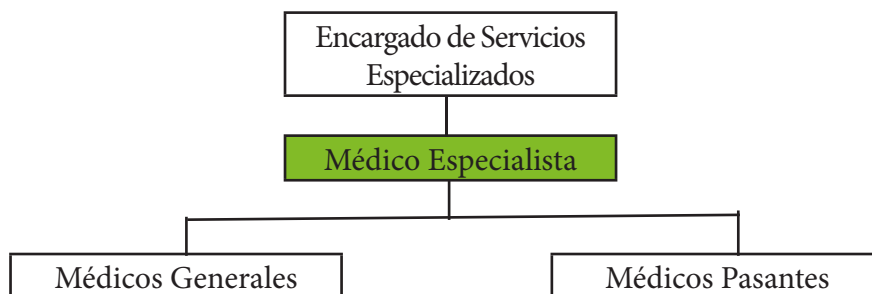 Encargado de Servicios
Especializados
Médico Especialista
Médicos Generales
Médicos Pasantes